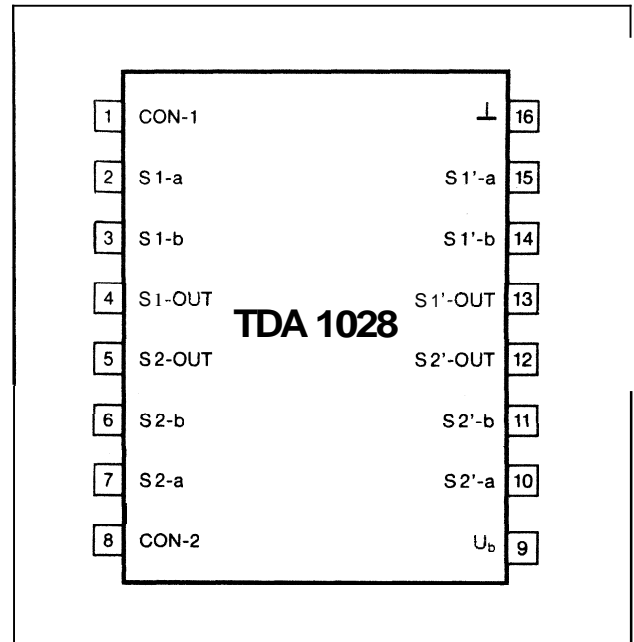 1 CON-1 ⊥ 16
2 S1-a S1'-a 15
3 S1-b S1'-b 14
4 S1-OUT S1'-OUT 13
TDA 1028
5 S2-OUT S2'-OUT 12
6 S2-b S2'-b 11
7 S2-a S2'-a 10
8 CON-2 U_b 9